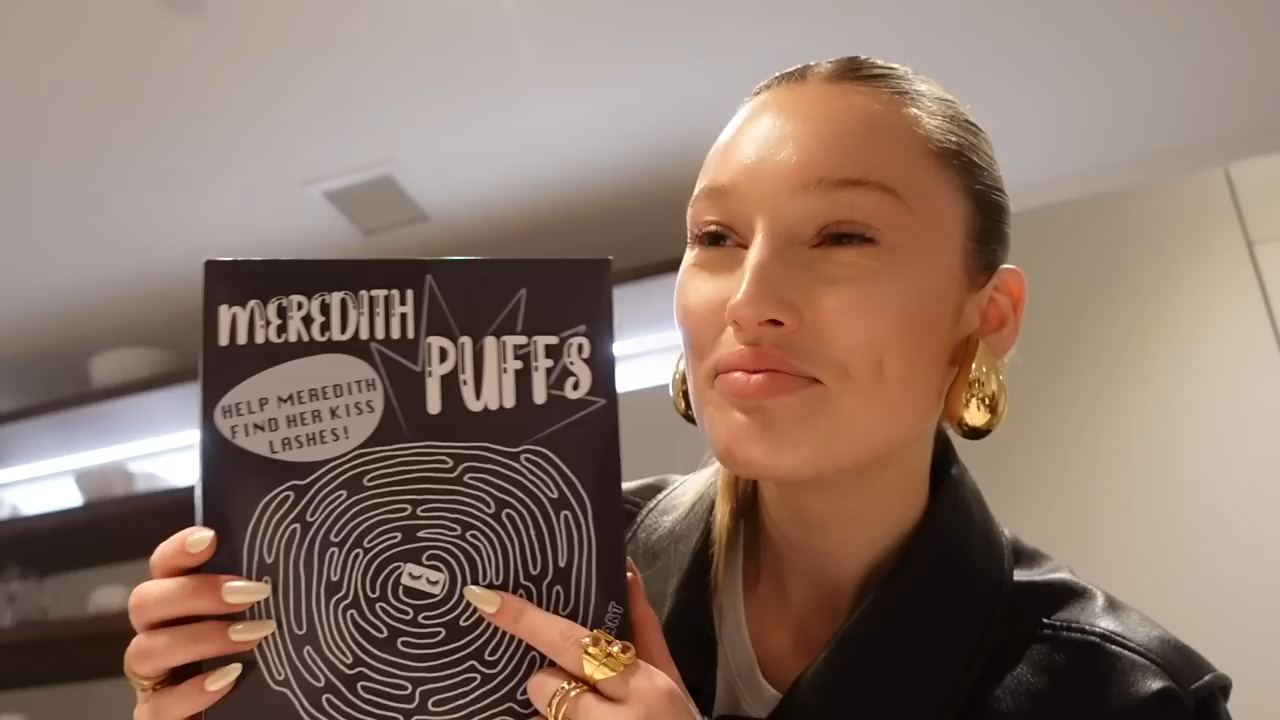 MEREDITH
PUFFS
HELP MEREDITH
FIND HER KISS
LASHES!